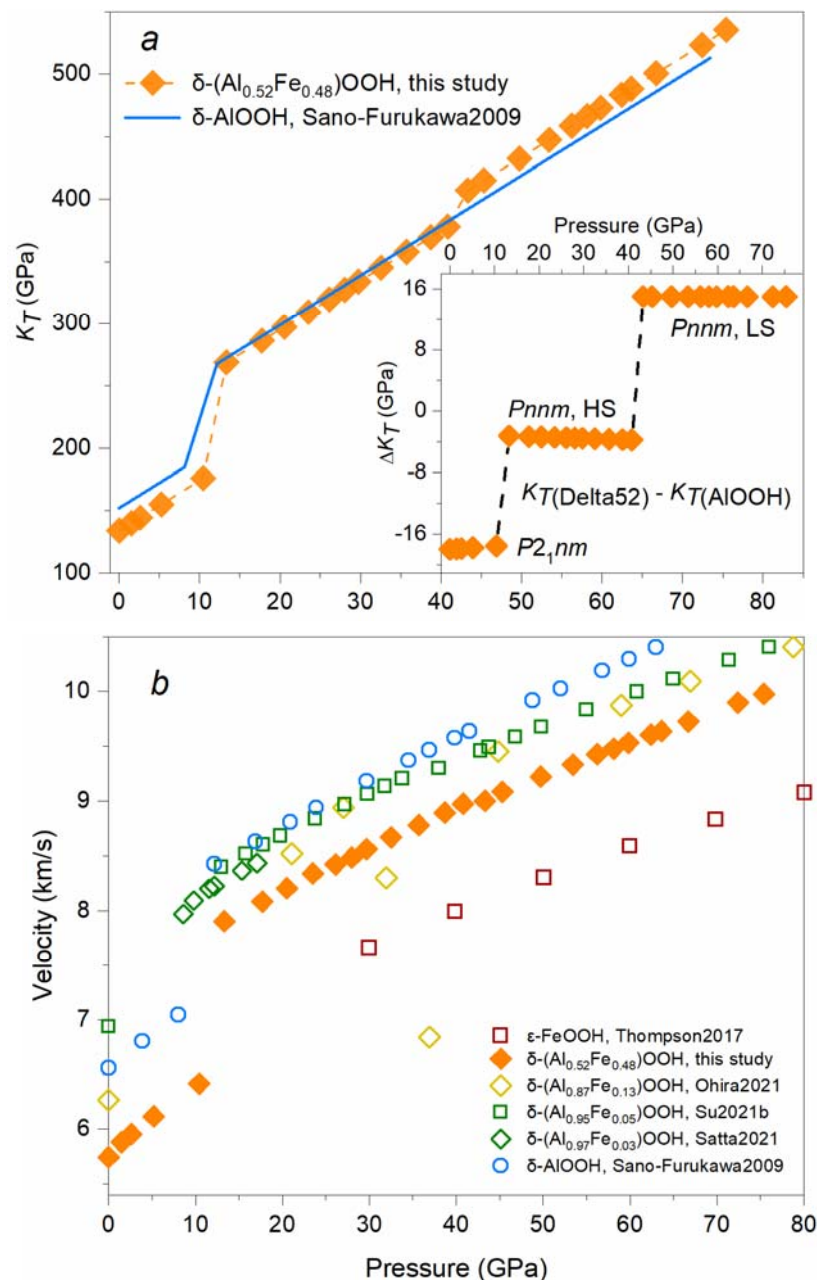 a
δ-(Al₀.₅₂Fe₀.₄₈)OOH, this study
δ-AlOOH, Sano-Furukawa2009
500
400
300
200
100
K_T (GPa)
0 10 20 30 40 50 60 70 80
Pressure (GPa)
0 10 20 30 40 50 60 70
16
8
0
-8
-16
ΔK_T (GPa)
Pnnm, LS
Pnnm, HS
K_T(Delta52) - K_T(AlOOH)
P2₁nm
b
10
9
8
7
6
Velocity (km/s)
ε-FeOOH, Thompson2017
δ-(Al₀.₅₂Fe₀.₄₈)OOH, this study
δ-(Al₀.₈₇Fe₀.₁₃)OOH, Ohira2021
δ-(Al₀.₉₅Fe₀.₀₅)OOH, Su2021b
δ-(Al₀.₉₇Fe₀.₀₃)OOH, Satta2021
δ-AlOOH, Sano-Furukawa2009
0 10 20 30 40 50 60 70 80
Pressure (GPa)